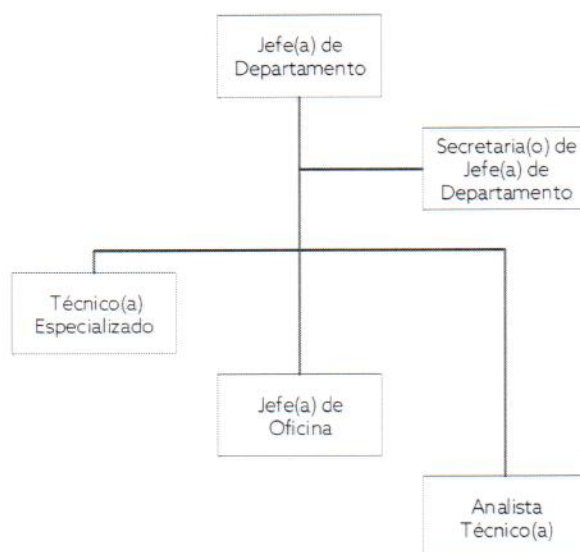 Jefe(a) de
Departamento
Secretaria(o) de
Jefe(a) de
Departamento
Técnico(a)
Especializado
Jefe(a) de
Oficina
Analista
Técnico(a)